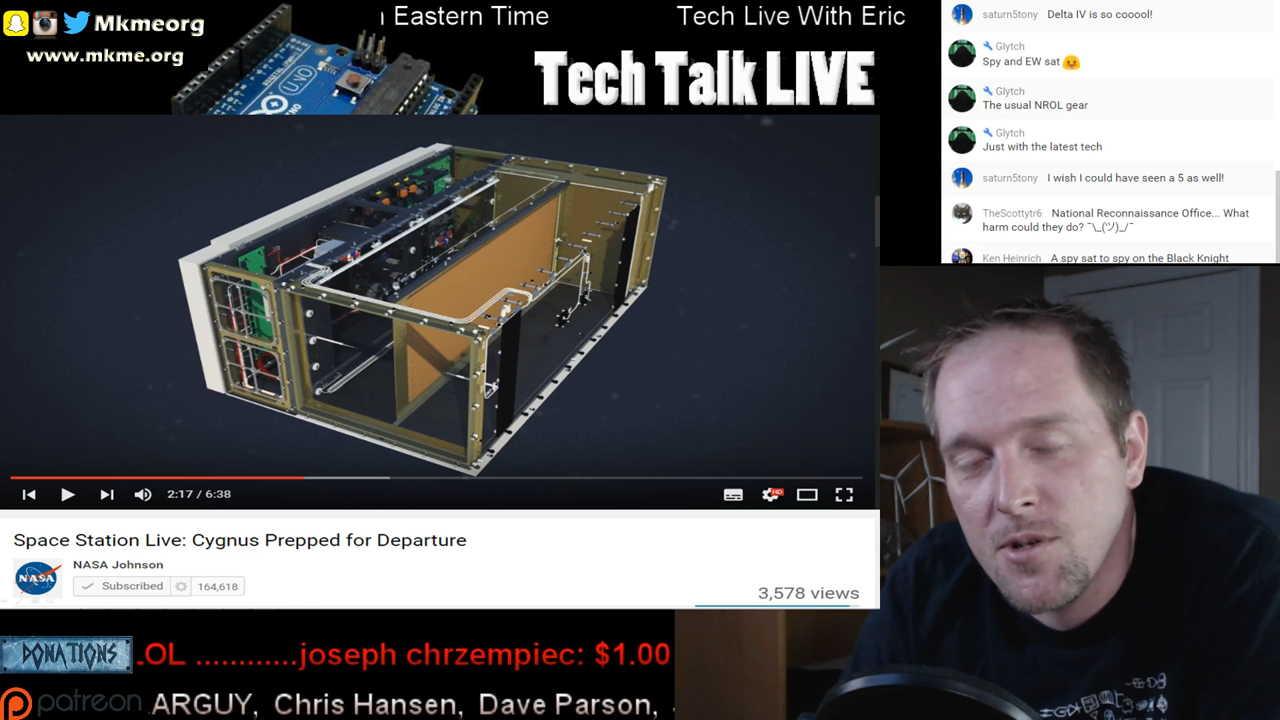 Mkmeorg
www.mkme.org
Eastern Time
Tech Live With Eric
Tech Talk LIVE
UNO
saturn5tony Delta IV is so cooool!
Glytch
Spy and EW sat
Glytch
The usual NROL gear
Glytch
Just with the latest tech
saturn5tony I wish I could have seen a 5 as well!
TheScottytr6 National Reconnaissance Office... What
harm could they do? ¯\_(ツ)_/¯
Ken Heinrich A spy sat to spy on the Black Knight
2:17 / 6:38
HD
Space Station Live: Cygnus Prepped for Departure
NASA
NASA Johnson
Subscribed 164,618
3,578 views
DONATIONS
.OL ............joseph chrzempiec: $1.00
patreon
ARGUY, Chris Hansen, Dave Parson,